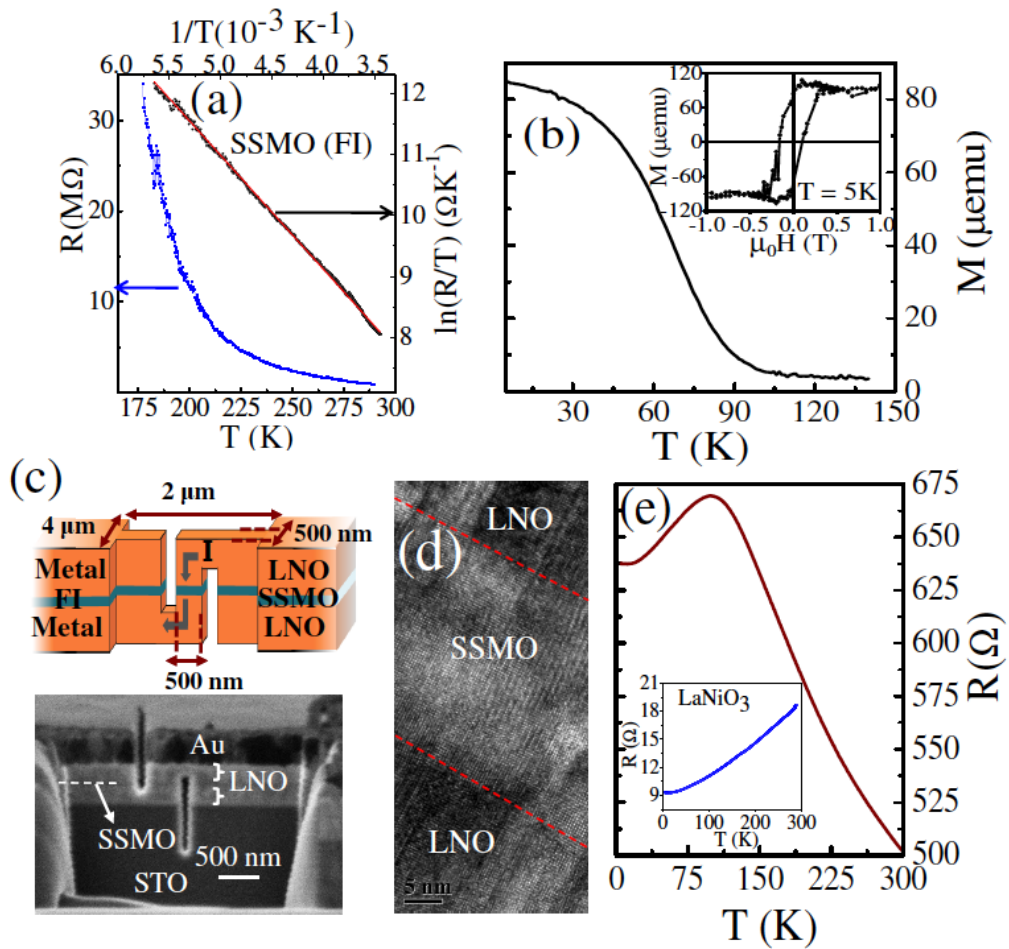 1/T(10⁻³ K⁻¹)
6.0 5.5 5.0 4.5 4.0 3.5
(a)
SSMO (FI)
R(MΩ)
30
20
10
ln(R/T) (ΩK⁻¹)
12
11
10
9
8
175 200 225 250 275 300
T (K)
(b)
M (μemu)
120
60
0
-60
-120
T = 5K
-1.0 -0.5 0.0 0.5 1.0
μ₀H (T)
M (μemu)
80
60
40
20
0
30 60 90 120 150
T (K)
(c)
2 μm
4 μm
500 nm
I
Metal LNO
FI SSMO
Metal LNO
500 nm
Au
LNO
SSMO
500 nm
STO
(d)
LNO
SSMO
LNO
5 nm
(e)
675
650
625
600
575
550
525
500
R(Ω)
LaNiO₃
R (Ω)
21
18
15
12
9
0 100 200 300
T (K)
0 75 150 225 300
T (K)